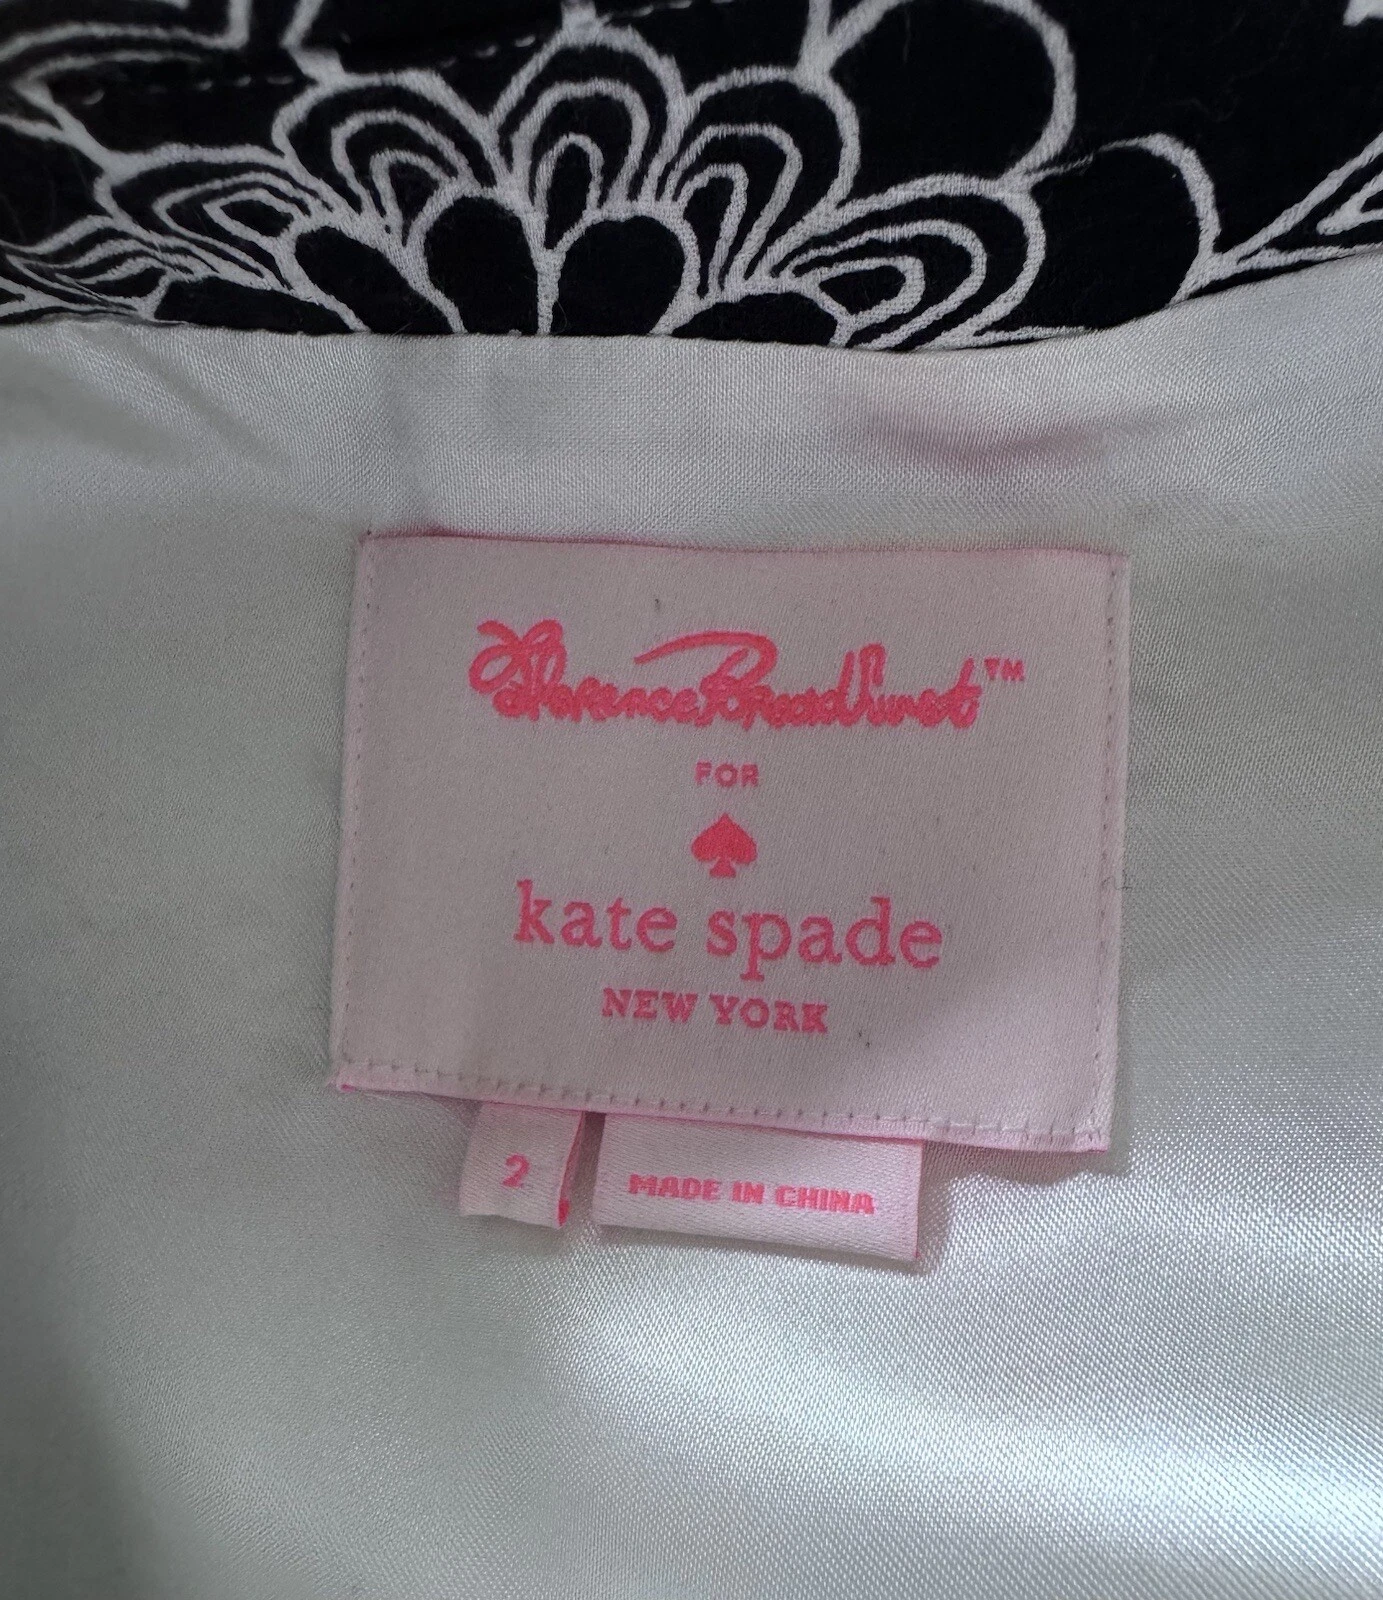 Florence Broadhurst™
FOR
kate spade
NEW YORK
2
MADE IN CHINA